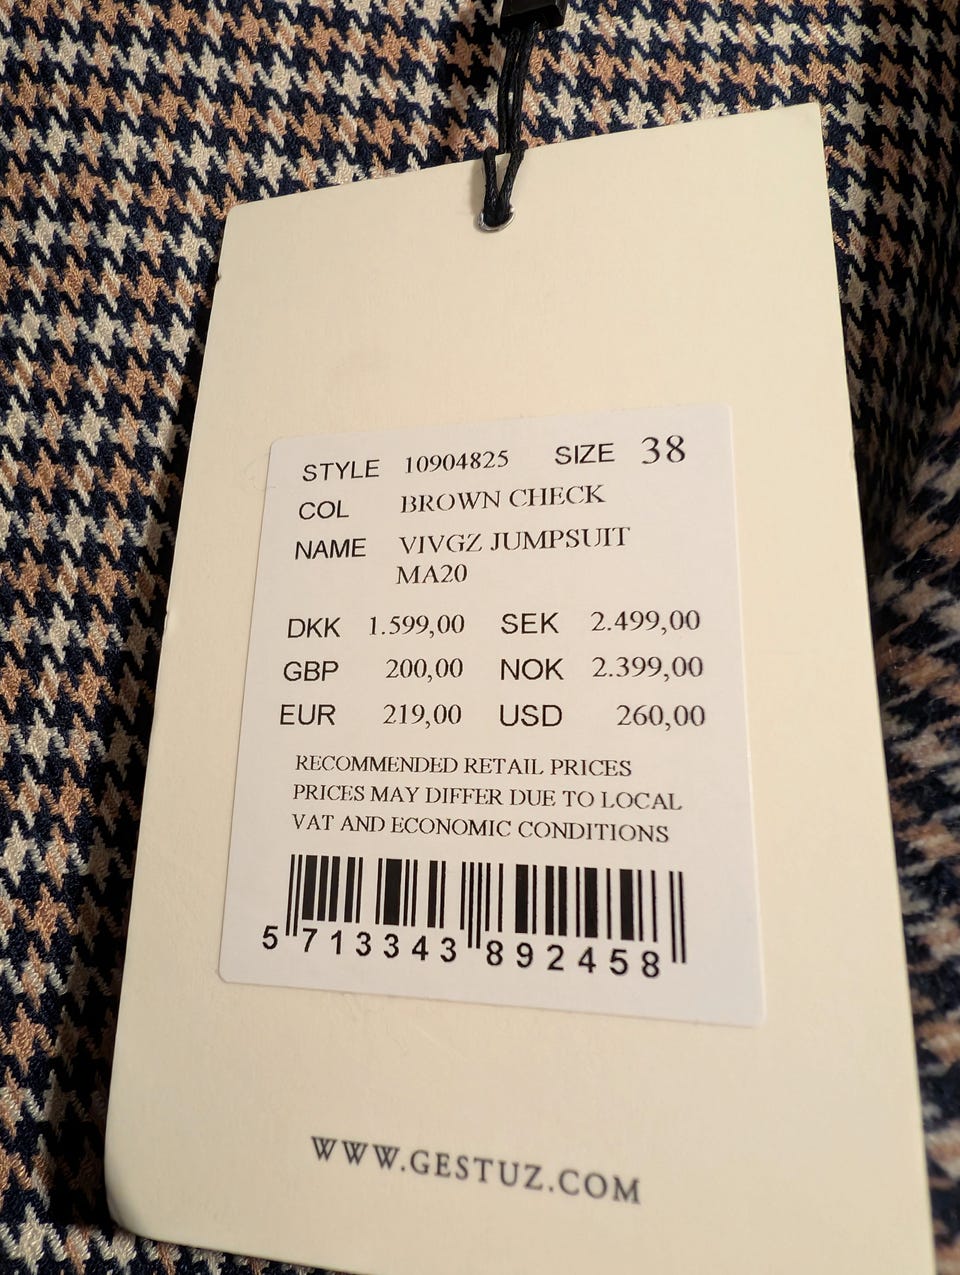 STYLE 10904825 SIZE 38
COL BROWN CHECK
NAME VIVGZ JUMPSUIT
MA20
DKK 1.599,00 SEK 2.499,00
GBP 200,00 NOK 2.399,00
EUR 219,00 USD 260,00
RECOMMENDED RETAIL PRICES
PRICES MAY DIFFER DUE TO LOCAL
VAT AND ECONOMIC CONDITIONS
5 713343 892458
WWW.GESTUZ.COM